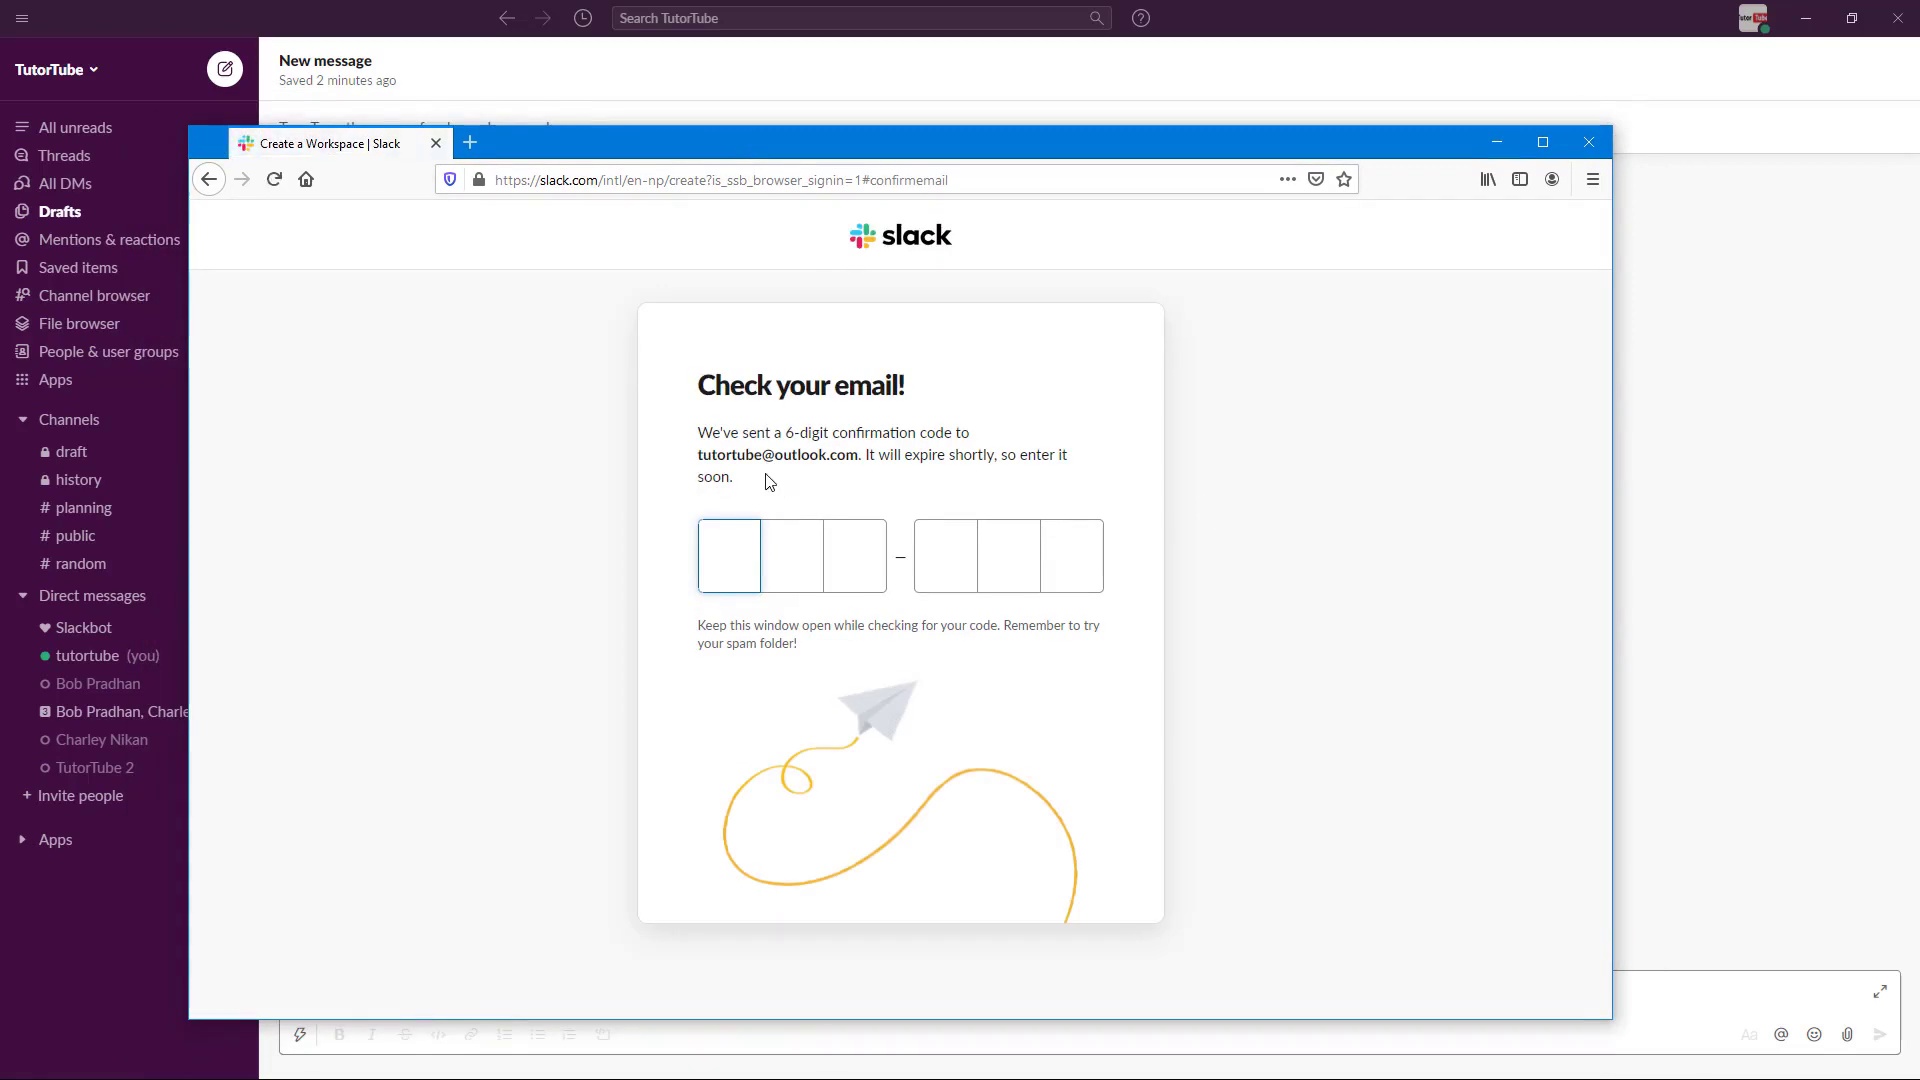 Search TutorTube
TutorTube
New message
Saved 2 minutes ago
All unreads
Threads
All DMs
Drafts
Mentions & reactions
Saved items
Channel browser
File browser
People & user groups
Apps
Channels
draft
history
# planning
# public
# random
Direct messages
Slackbot
tutortube (you)
Bob Pradhan
3 Bob Pradhan, Charle
Charley Nikan
TutorTube 2
+ Invite people
Apps
Create a Workspace | Slack
https://slack.com/intl/en-np/create?is_ssb_browser_signin=1#confirmemail
slack
Check your email!
We've sent a 6-digit confirmation code to
tutortube@outlook.com. It will expire shortly, so enter it
soon.
–
Keep this window open while checking for your code. Remember to try
your spam folder!
Aa